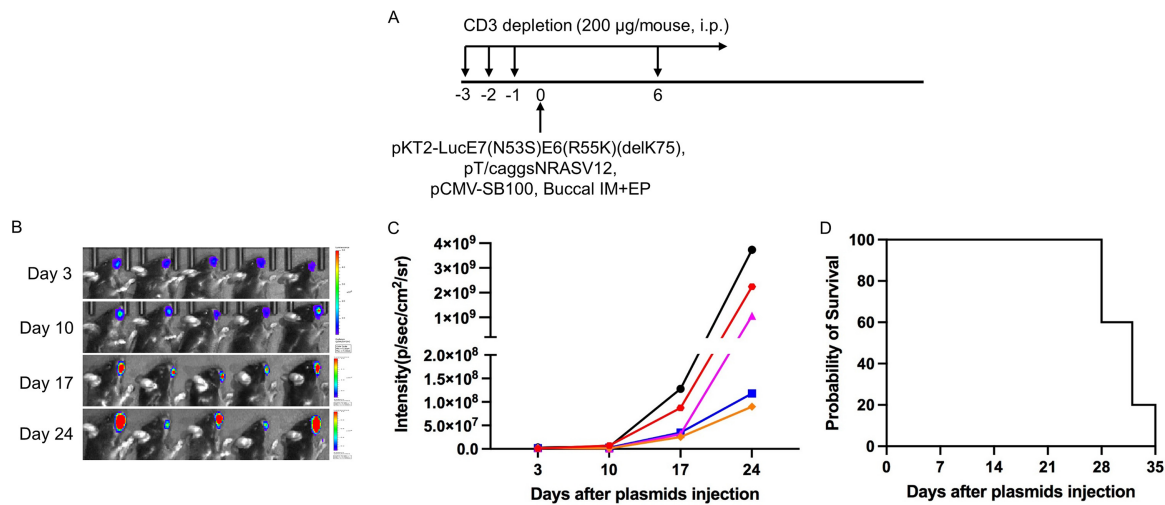 A
CD3 depletion (200 µg/mouse, i.p.)
-3 -2 -1 0 6
pKT2-LucE7(N53S)E6(R55K)(delK75),
pT/caggsNRASV12,
pCMV-SB100, Buccal IM+EP
B
Day 3
Day 10
Day 17
Day 24
C
Intensity(p/sec/cm²/sr)
4×10⁹
3×10⁹
1×10⁹
2.0×10⁸
1.5×10⁸
1.0×10⁸
5.0×10⁷
0.0
3 10 17 24
Days after plasmids injection
D
Probability of Survival
100
80
60
40
20
0
0 7 14 21 28 35
Days after plasmids injection